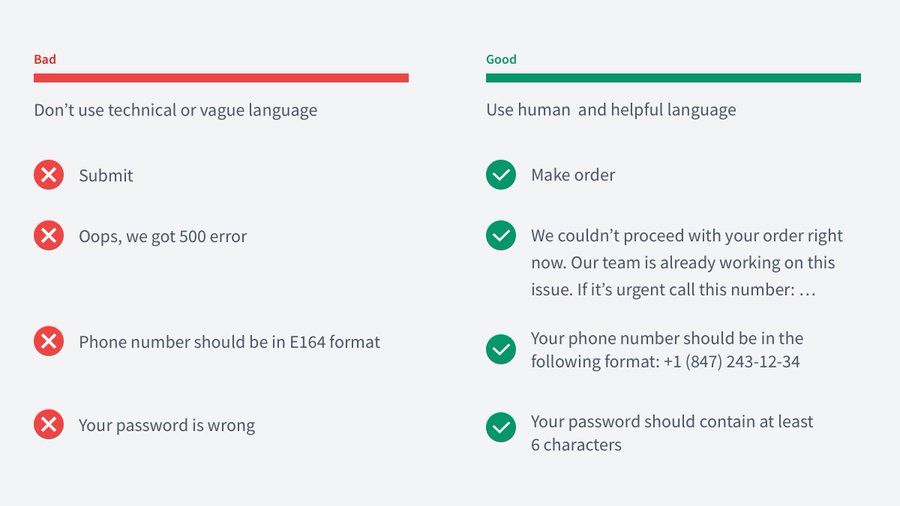 Bad
Don’t use technical or vague language
Submit
Oops, we got 500 error
Phone number should be in E164 format
Your password is wrong
Good
Use human  and helpful language
Make order
We couldn’t proceed with your order right
now. Our team is already working on this
issue. If it’s urgent call this number: …
Your phone number should be in the
following format: +1 (847) 243-12-34
Your password should contain at least
6 characters